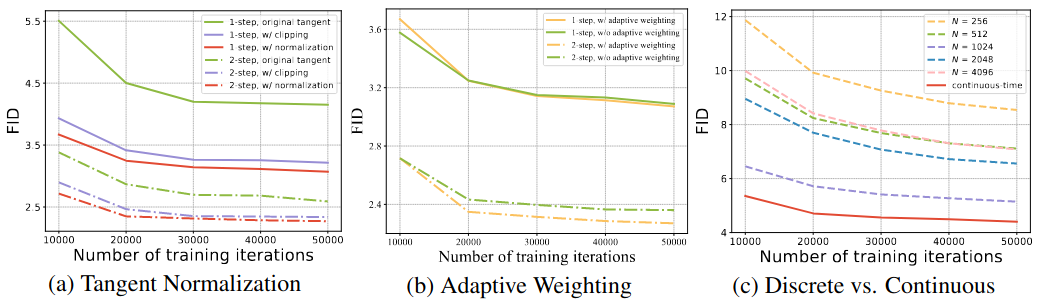 FID
5.5
4.5
3.5
2.5
1-step, original tangent
1-step, w/ clipping
1-step, w/ normalization
2-step, original tangent
2-step, w/ clipping
2-step, w/ normalization
10000 20000 30000 40000 50000
Number of training iterations
(a) Tangent Normalization
FID
3.6
3.2
2.8
2.4
1-step, w/ adaptive weighting
1-step, w/o adaptive weighting
2-step, w/ adaptive weighting
2-step, w/o adaptive weighting
10000 20000 30000 40000 50000
Number of training iterations
(b) Adaptive Weighting
FID
12
10
8
6
4
N = 256
N = 512
N = 1024
N = 2048
N = 4096
continuous-time
10000 20000 30000 40000 50000
Number of training iterations
(c) Discrete vs. Continuous